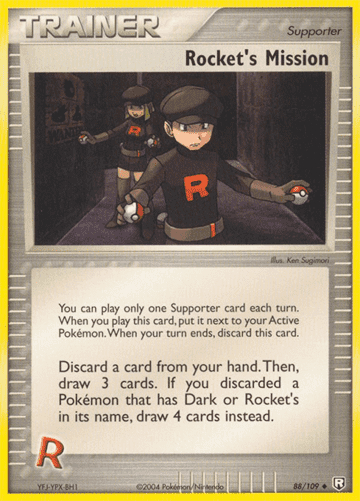 TRAINER
Supporter
Rocket's Mission
R
Illus. Ken Sugimori
You can play only one Supporter card each turn.
When you play this card, put it next to your Active
Pokémon. When your turn ends, discard this card.
Discard a card from your hand. Then,
draw 3 cards. If you discarded a
Pokémon that has Dark or Rocket's
in its name, draw 4 cards instead.
R
YFJ-YPX-BH1
©2004 Pokémon/Nintendo
88/109 ◆ R